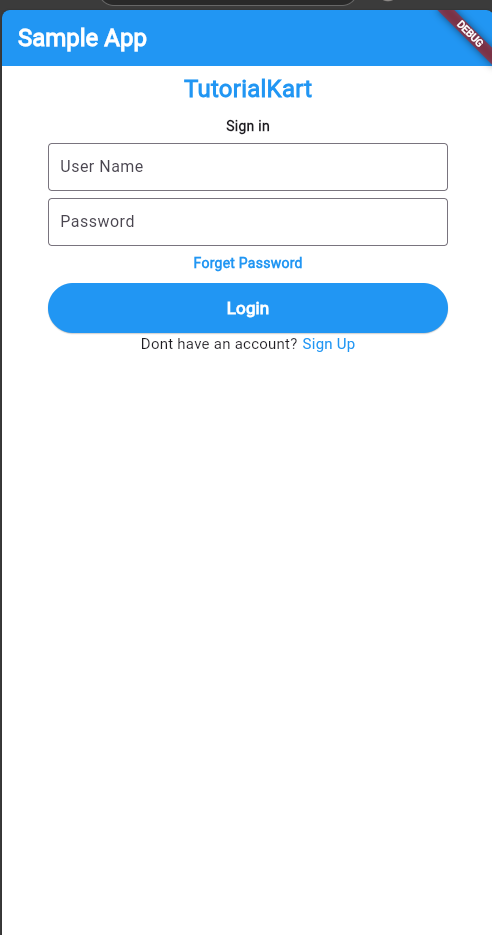 Sample App
DEBUG
TutorialKart
Sign in
User Name
Password
Forget Password
Login
Dont have an account? Sign Up